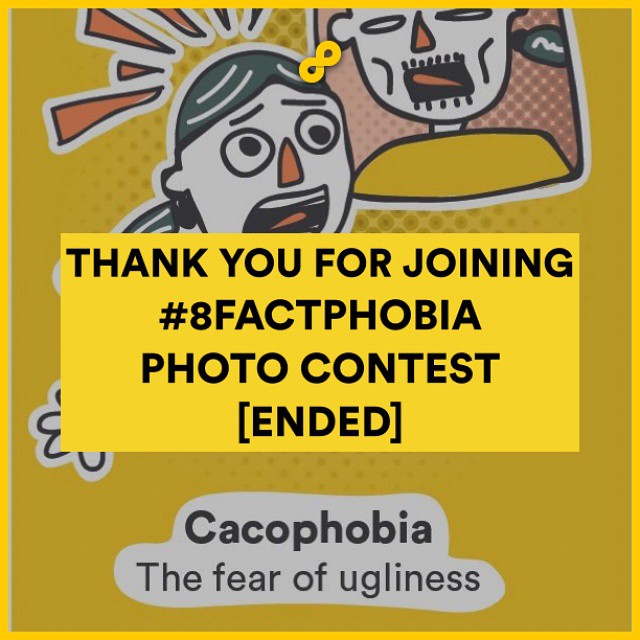 THANK YOU FOR JOINING
#8FACTPHOBIA
PHOTO CONTEST
[ENDED]
Cacophobia
The fear of ugliness